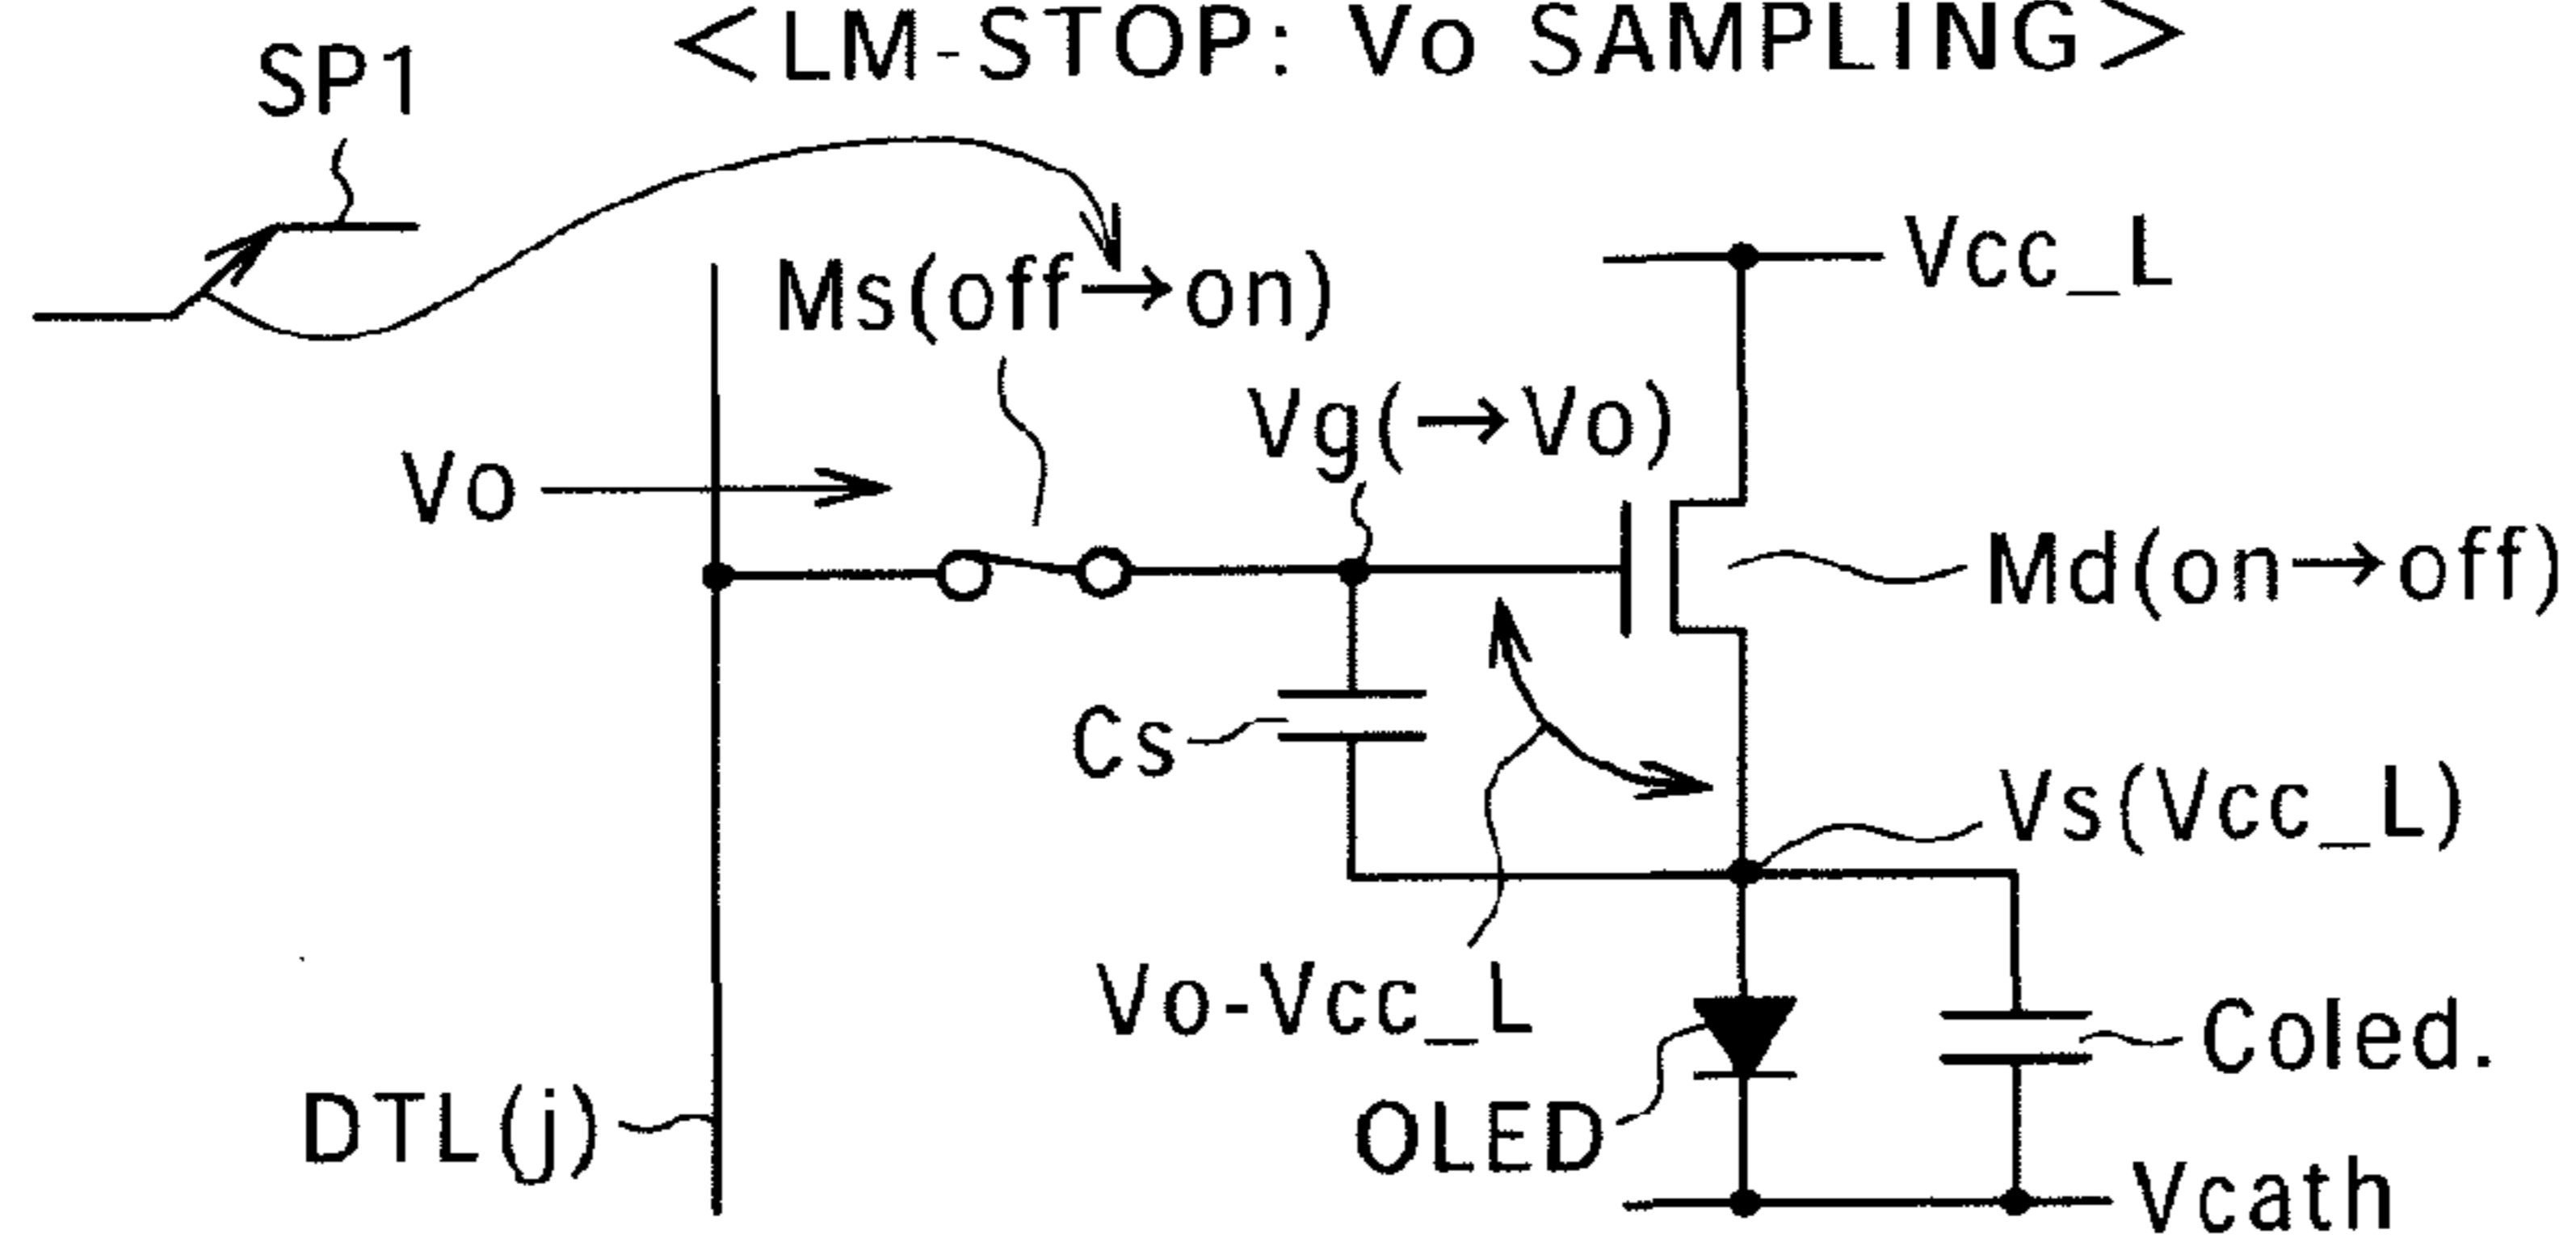 <LM-STOP: Vo SAMPLING>
SP1
Vcc_L
Ms(off→on)
Vg(→Vo)
Vo
Md(on→off)
Cs
Vs(Vcc_L)
Vo-Vcc_L
Coled.
DTL(j)
OLED
Vcath